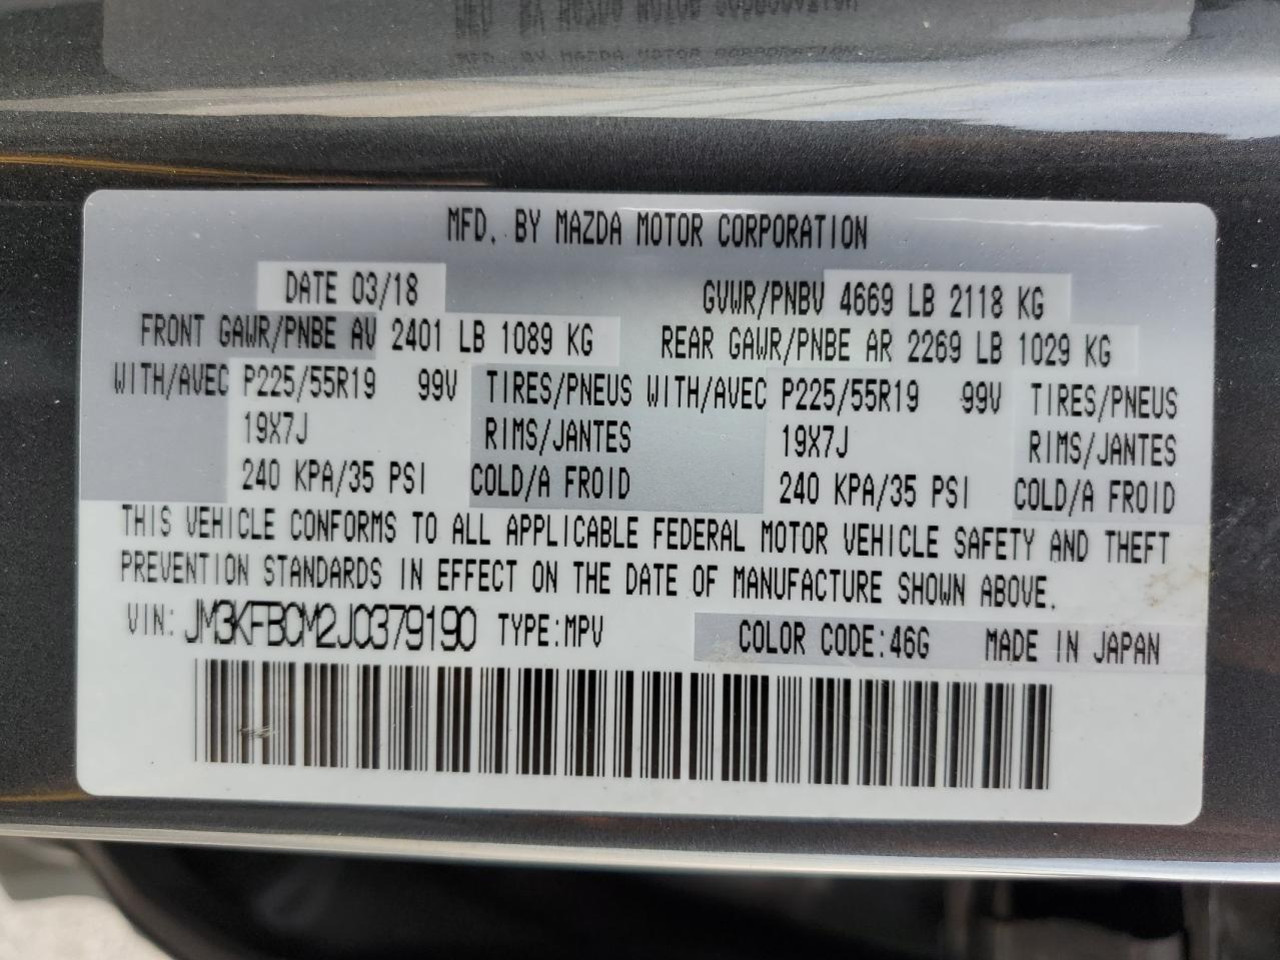 MFD. BY MAZDA MOTOR CORPORATION
DATE 03/18 GVWR/PNBV 4669 LB 2118 KG
FRONT GAWR/PNBE AV 2401 LB 1089 KG REAR GAWR/PNBE AR 2269 LB 1029 KG
WITH/AVEC P225/55R19 99V TIRES/PNEUS WITH/AVEC P225/55R19 99V TIRES/PNEUS
19X7J RIMS/JANTES 19X7J RIMS/JANTES
240 KPA/35 PSI COLD/A FROID 240 KPA/35 PSI COLD/A FROID
THIS VEHICLE CONFORMS TO ALL APPLICABLE FEDERAL MOTOR VEHICLE SAFETY AND THEFT
PREVENTION STANDARDS IN EFFECT ON THE DATE OF MANUFACTURE SHOWN ABOVE.
VIN: JM3KFBCM2J0379190 TYPE:MPV COLOR CODE:46G MADE IN JAPAN